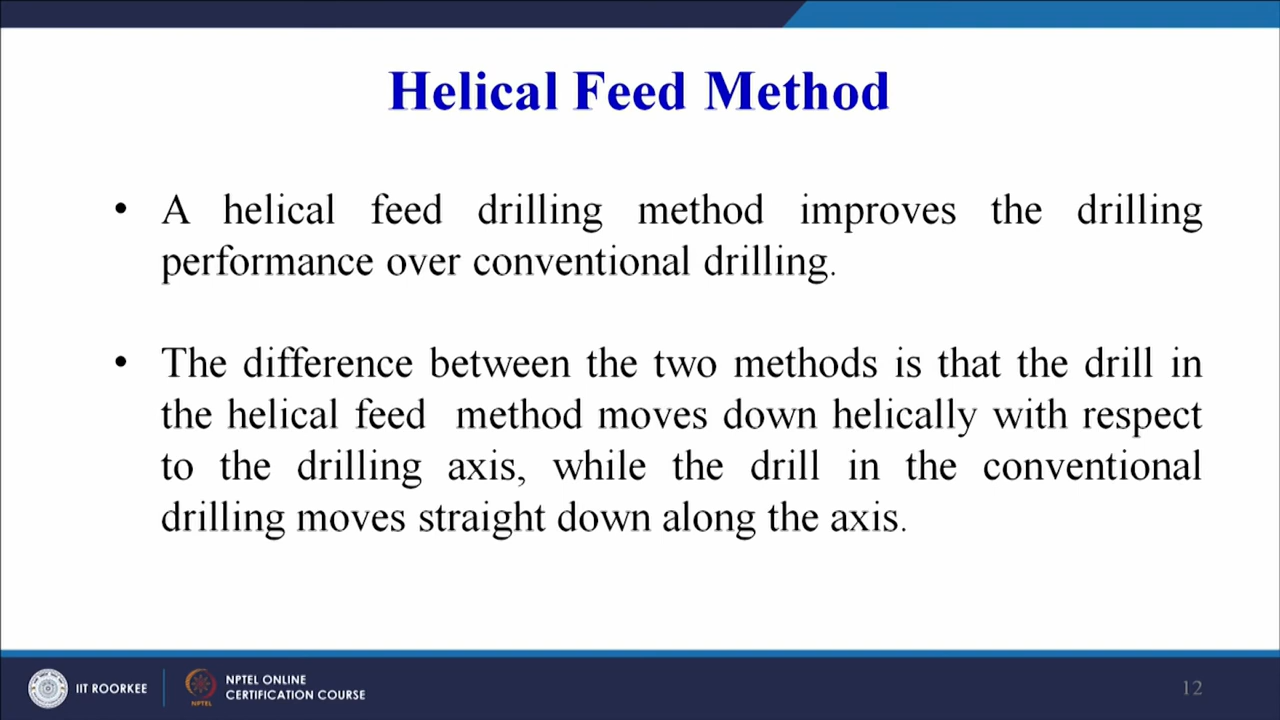 Helical Feed Method
• A helical feed drilling method improves the drilling
performance over conventional drilling.
• The difference between the two methods is that the drill in
the helical feed method moves down helically with respect
to the drilling axis, while the drill in the conventional
drilling moves straight down along the axis.
IIT ROORKEE
NPTEL
NPTEL ONLINE
CERTIFICATION COURSE
12